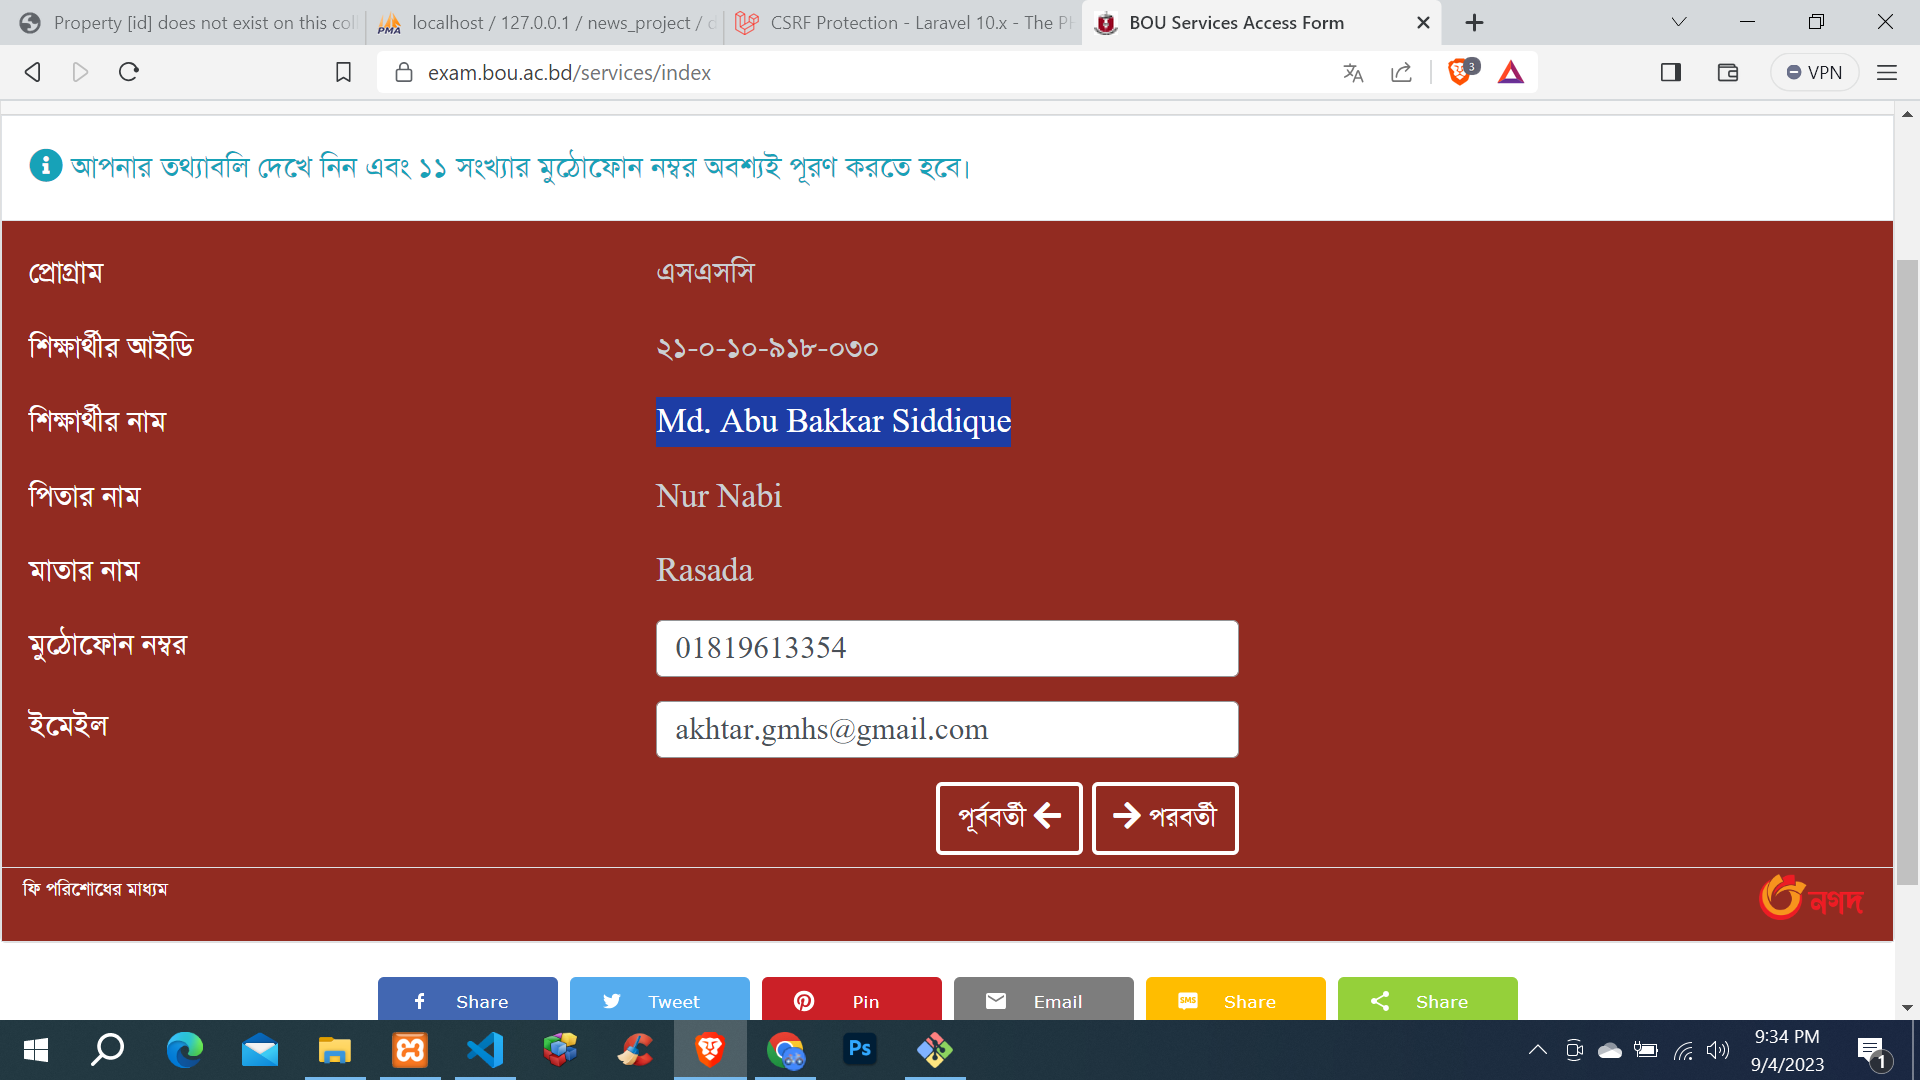 Property [id] does not exist on this col
localhost / 127.0.0.1 / news_project / d
CSRF Protection - Laravel 10.x - The PH
BOU Services Access Form
exam.bou.ac.bd/services/index
3
VPN
আপনার তথ্যাবলি দেখে নিন এবং ১১ সংখ্যার মুঠোফোন নম্বর অবশ্যই পূরণ করতে হবে।
প্রোগ্রাম এসএসসি
শিক্ষার্থীর আইডি ২১-০-১০-৯১৮-০৩০
শিক্ষার্থীর নাম Md. Abu Bakkar Siddique
পিতার নাম Nur Nabi
মাতার নাম Rasada
মুঠোফোন নম্বর 01819613354
ইমেইল akhtar.gmhs@gmail.com
পূর্ববর্তী পরবর্তী
ফি পরিশোধের মাধ্যম
নগদ
Share Tweet Pin Email Share Share
9:34 PM
9/4/2023
1